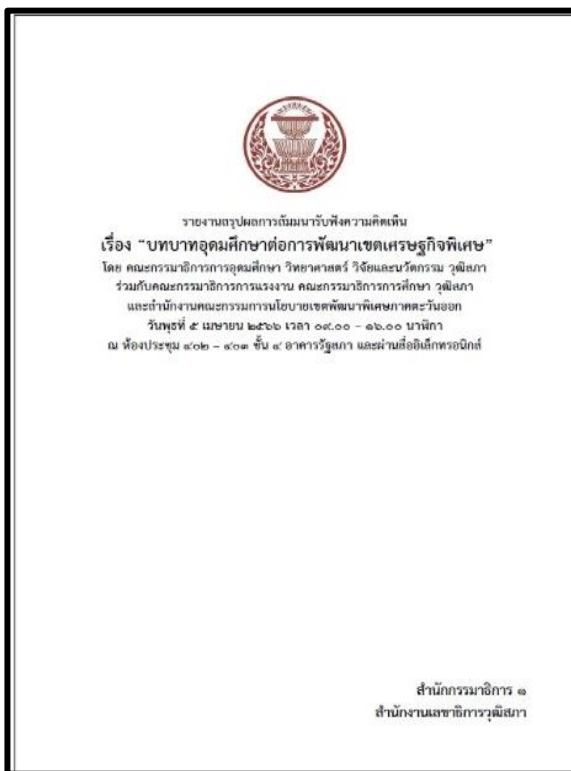 รายงานสรุปผลการสัมมนารับฟังความคิดเห็น
เรื่อง “บทบาทอุดมศึกษาต่อการพัฒนาเขตเศรษฐกิจพิเศษ”
โดย คณะกรรมาธิการการอุดมศึกษา วิทยาศาสตร์ วิจัยและนวัตกรรม วุฒิสภา
ร่วมกับคณะกรรมาธิการการแรงงาน คณะกรรมาธิการการศึกษา วุฒิสภา
และสำนักงานคณะกรรมการนโยบายเขตพัฒนาพิเศษภาคตะวันออก
วันพุธที่ ๕ เมษายน ๒๕๖๖ เวลา ๐๙.๐๐ - ๑๖.๐๐ นาฬิกา
ณ ห้องประชุม ๔๐๒ - ๔๐๓ ชั้น ๔ อาคารรัฐสภา และผ่านสื่ออิเล็กทรอนิกส์
สำนักกรรมาธิการ ๑
สำนักงานเลขาธิการวุฒิสภา